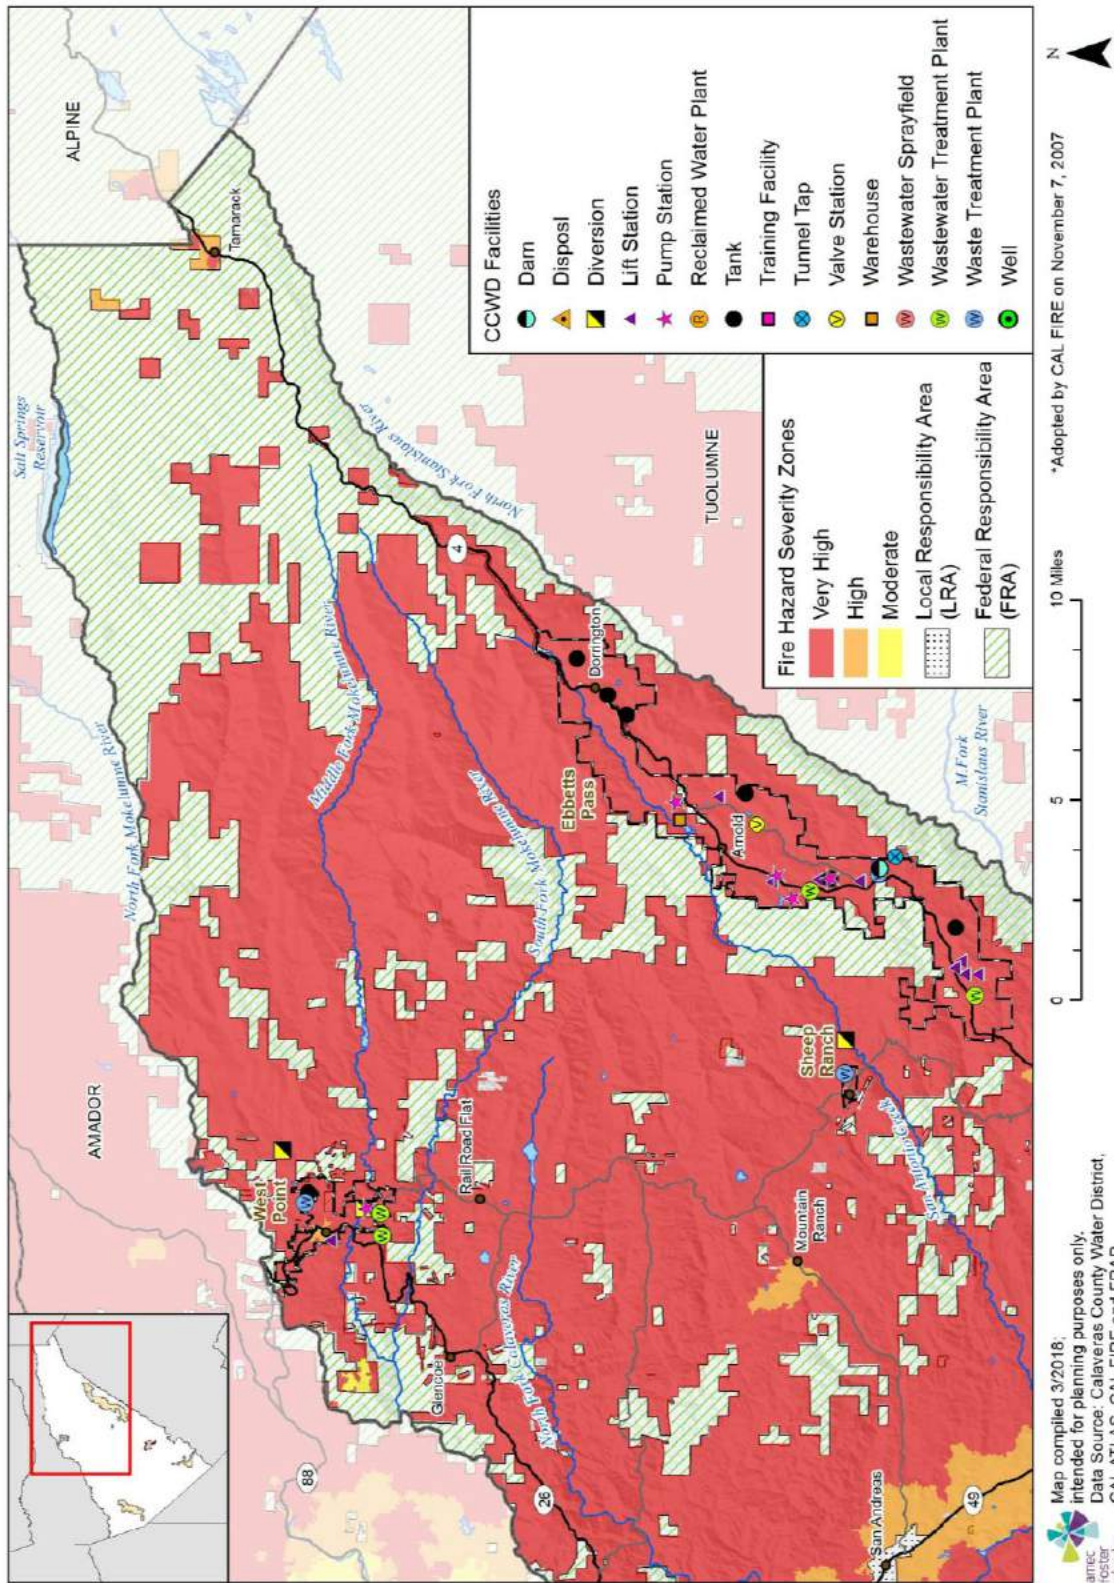 ALPINE
Tamarack
Salt Springs
Reservoir
North Fork Stanislaus River
TUOLUMNE
4
Middle Fork Mokelumne River
North Fork Mokelumne River
South Fork Mokelumne River
Dorrington
Ebbetts
Pass
Arnold
M.Fork
Stanislaus River
AMADOR
West
Point
Rail Road Flat
Sheep
Ranch
San Antonio Creek
Mountain
Ranch
Glencoe
North Fork Calaveras River
88
26
San Andreas
49
CCWD Facilities
Dam
Disposl
Diversion
Lift Station
Pump Station
R Reclaimed Water Plant
Tank
Training Facility
Tunnel Tap
V Valve Station
Warehouse
W Wastewater Sprayfield
W Wastewater Treatment Plant
W Waste Treatment Plant
Well
Fire Hazard Severity Zones
Very High
High
Moderate
Local Responsibility Area
(LRA)
Federal Responsibility Area
(FRA)
N
*Adopted by CAL FIRE on November 7, 2007
0 5 10 Miles
amec
foster
Map compiled 3/2018;
intended for planning purposes only.
Data Source: Calaveras County Water District,
CAL-ATLAS, CAL-FIRE and FRAP